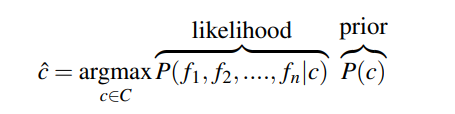 likelihood prior
ĉ = argmax P(f₁, f₂, ...., fₙ|c) P(c)
c∈C